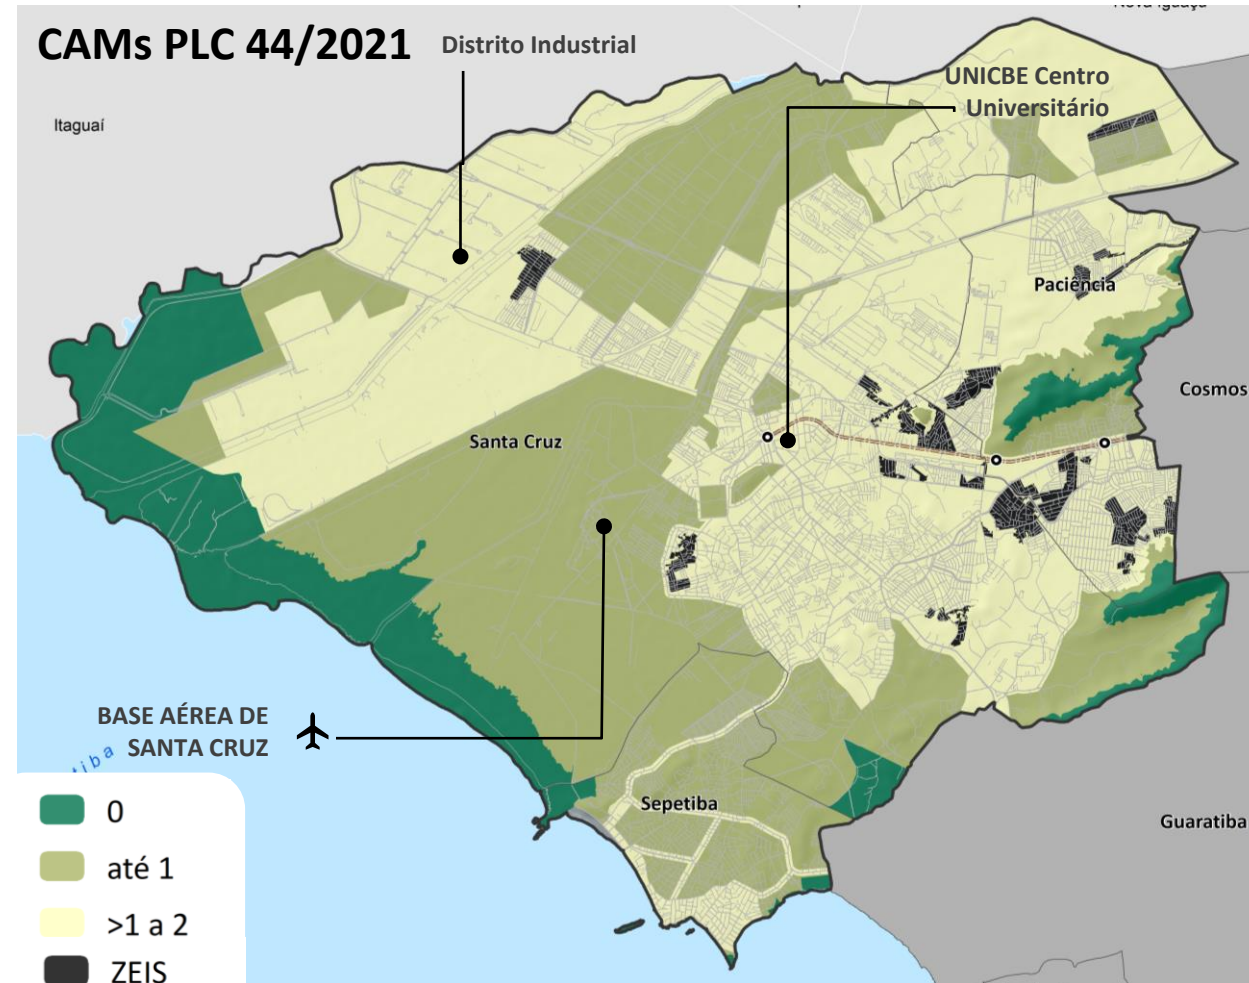 CAMs PLC 44/2021
Distrito Industrial
UNICBE Centro
Universitário
Itaguaí
Paciência
Cosmos
Santa Cruz
BASE AÉREA DE
SANTA CRUZ
Sepetiba
Guaratiba
0
até 1
>1 a 2
ZEIS